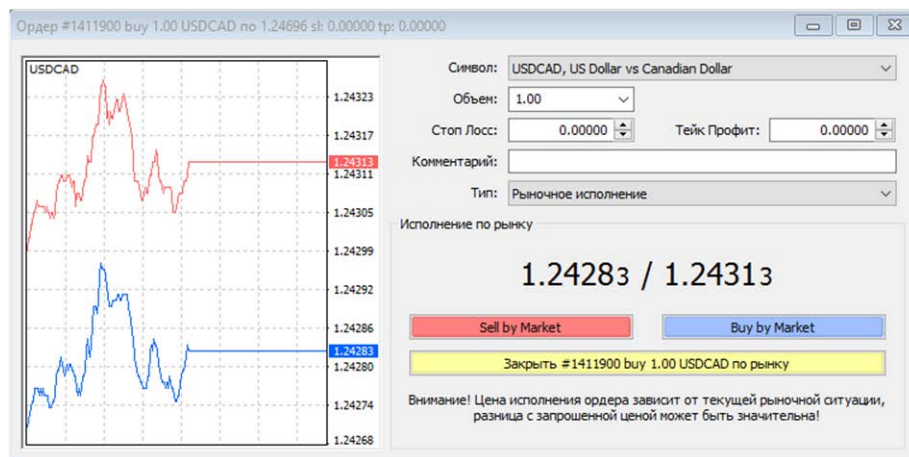 Ордер #1411900 buy 1.00 USDCAD по 1.24696 sl: 0.00000 tp: 0.00000
USDCAD
1.24323
1.24317
1.24313
1.24311
1.24305
1.24299
1.24292
1.24286
1.24283
1.24280
1.24274
1.24268
Символ: USDCAD, US Dollar vs Canadian Dollar
Объем: 1.00
Стоп Лосс: 0.00000 Тейк Профит: 0.00000
Комментарий:
Тип: Рыночное исполнение
Исполнение по рынку
1.24283 / 1.24313
Sell by Market Buy by Market
Закрыть #1411900 buy 1.00 USDCAD по рынку
Внимание! Цена исполнения ордера зависит от текущей рыночной ситуации,
разница с запрошенной ценой может быть значительна!